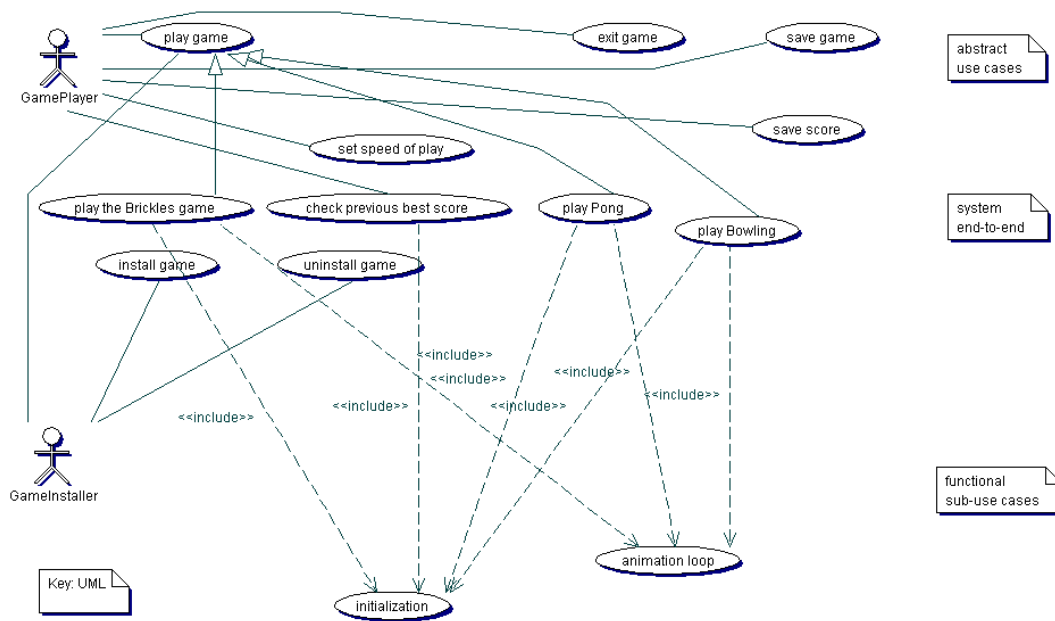 play game
exit game
save game
abstract
use cases
GamePlayer
save score
set speed of play
play the Brickles game
check previous best score
play Pong
play Bowling
system
end-to-end
install game
uninstall game
<<include>>
<<include>>
<<include>>
<<include>>
<<include>>
<<include>>
<<include>>
GameInstaller
functional
sub-use cases
animation loop
Key: UML
initialization